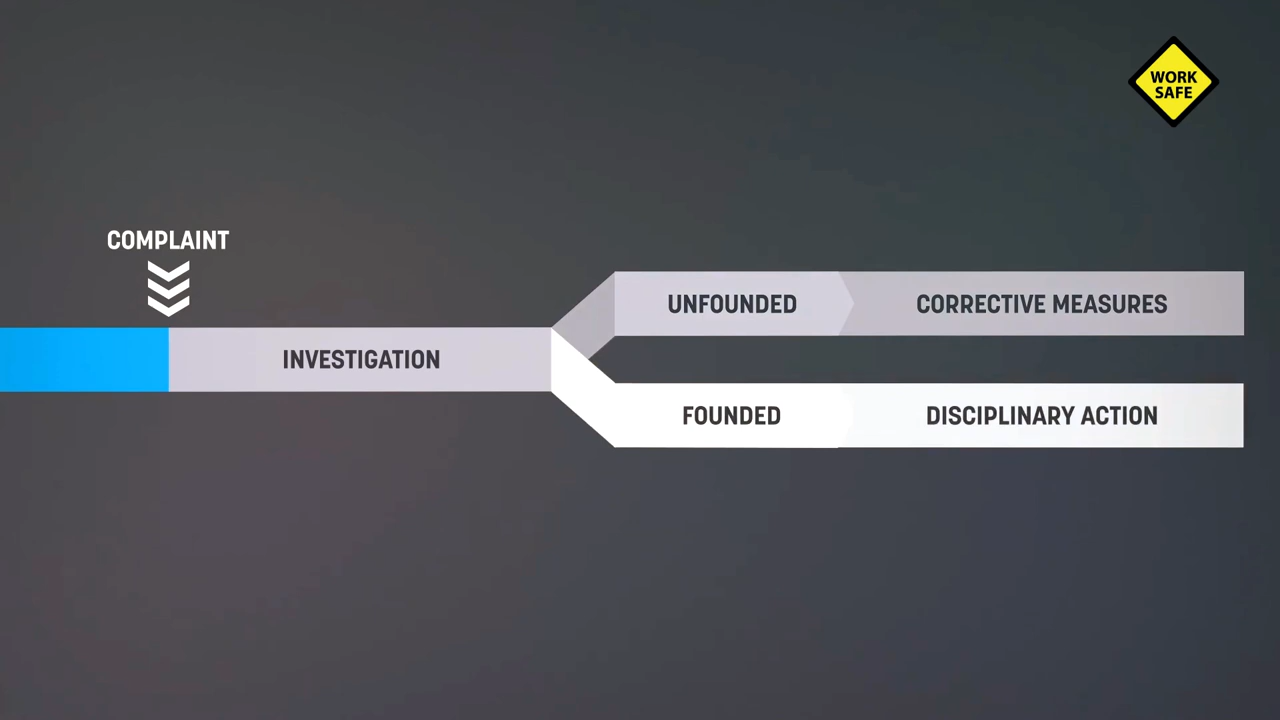 WORK
SAFE
COMPLAINT
UNFOUNDED
CORRECTIVE MEASURES
INVESTIGATION
FOUNDED
DISCIPLINARY ACTION